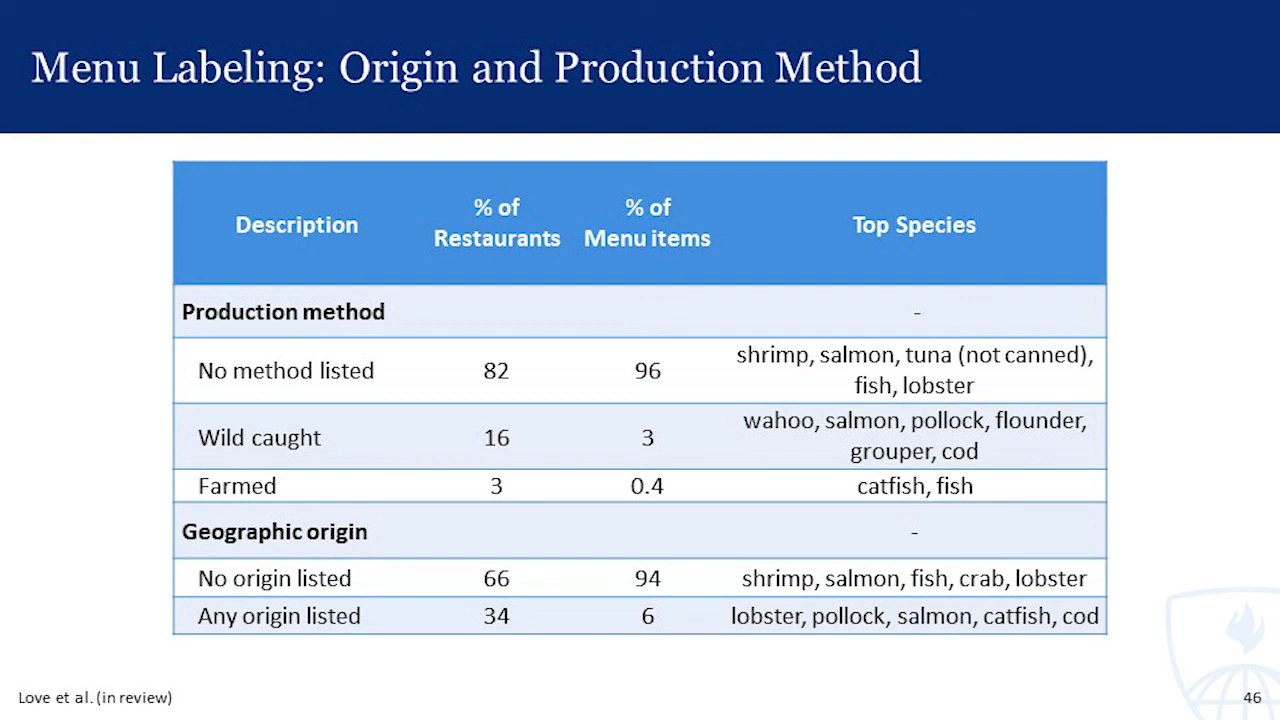 Menu Labeling: Origin and Production Method
Description
% of
Restaurants
% of
Menu items
Top Species
Production method
-
No method listed
82
96
shrimp, salmon, tuna (not canned),
fish, lobster
Wild caught
16
3
wahoo, salmon, pollock, flounder,
grouper, cod
Farmed
3
0.4
catfish, fish
Geographic origin
-
No origin listed
66
94
shrimp, salmon, fish, crab, lobster
Any origin listed
34
6
lobster, pollock, salmon, catfish, cod
Love et al. (in review)
46